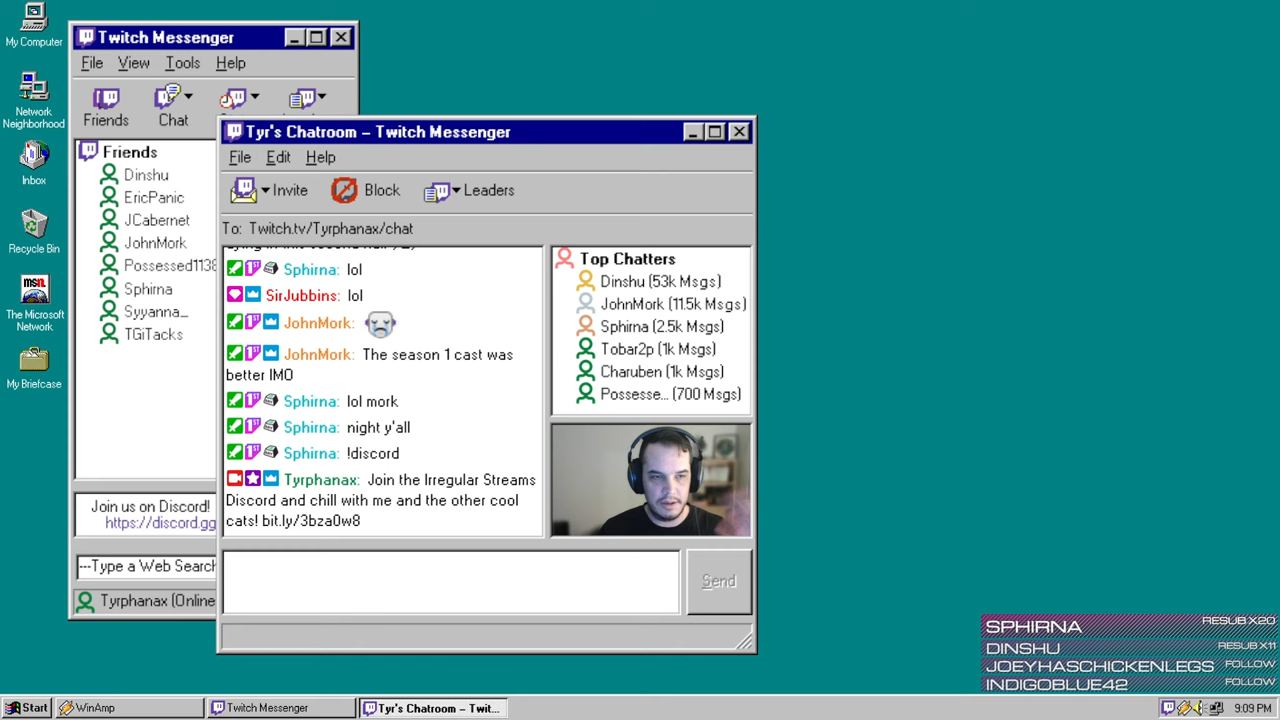 My Computer
Network
Neighborhood
Inbox
Recycle Bin
msn
The Microsoft
Network
My Briefcase
Twitch Messenger
File View Tools Help
Friends Chat
Friends
Dinshu
EricPanic
JCabernet
JohnMork
Possessed1138
Sphirna
Syyanna_
TGiTacks
Join us on Discord!
https://discord.gg
---Type a Web Search
Tyrphanax (Online
Tyr's Chatroom – Twitch Messenger
File Edit Help
Invite Block Leaders
To: Twitch.tv/Tyrphanax/chat
Sphirna: lol
SirJubbins: lol
JohnMork:
JohnMork: The season 1 cast was
better IMO
Sphirna: lol mork
Sphirna: night y'all
Sphirna: !discord
Tyrphanax: Join the Irregular Streams
Discord and chill with me and the other cool
cats! bit.ly/3bza0w8
Top Chatters
Dinshu (53k Msgs)
JohnMork (11.5k Msgs)
Sphirna (2.5k Msgs)
Tobar2p (1k Msgs)
Charuben (1k Msgs)
Possesse... (700 Msgs)
Send
SPHIRNA RESUB X20
DINSHU RESUB X11
JOEYHASCHICKENLEGS FOLLOW
INDIGOBLUE42 FOLLOW
Start WinAmp Twitch Messenger Tyr's Chatroom – Twit... 9:09 PM